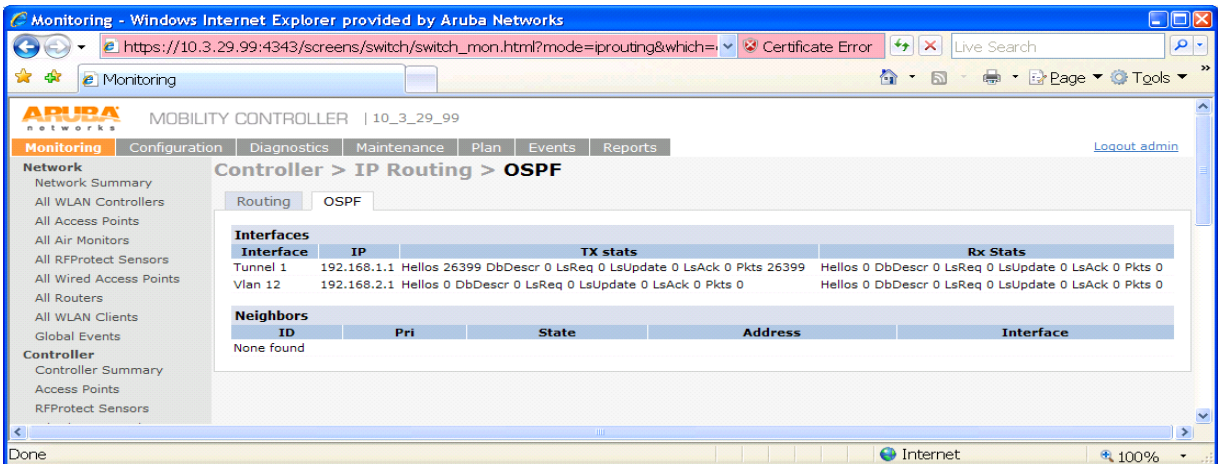 Monitoring - Windows Internet Explorer provided by Aruba Networks
https://10.3.29.99:4343/screens/switch/switch_mon.html?mode=iprouting&which= Certificate Error Live Search
Monitoring Page Tools
ARUBA networks MOBILITY CONTROLLER | 10_3_29_99
Monitoring Configuration Diagnostics Maintenance Plan Events Reports Logout admin
Network
Network Summary
All WLAN Controllers
All Access Points
All Air Monitors
All RFProtect Sensors
All Wired Access Points
All Routers
All WLAN Clients
Global Events
Controller
Controller Summary
Access Points
RFProtect Sensors
Controller > IP Routing > OSPF
Routing OSPF
Interfaces
Interface IP TX stats Rx Stats
Tunnel 1 192.168.1.1 Hellos 26399 DbDescr 0 LsReq 0 LsUpdate 0 LsAck 0 Pkts 26399 Hellos 0 DbDescr 0 LsReq 0 LsUpdate 0 LsAck 0 Pkts 0
Vlan 12 192.168.2.1 Hellos 0 DbDescr 0 LsReq 0 LsUpdate 0 LsAck 0 Pkts 0 Hellos 0 DbDescr 0 LsReq 0 LsUpdate 0 LsAck 0 Pkts 0
Neighbors
ID Pri State Address Interface
None found
Done Internet 100%